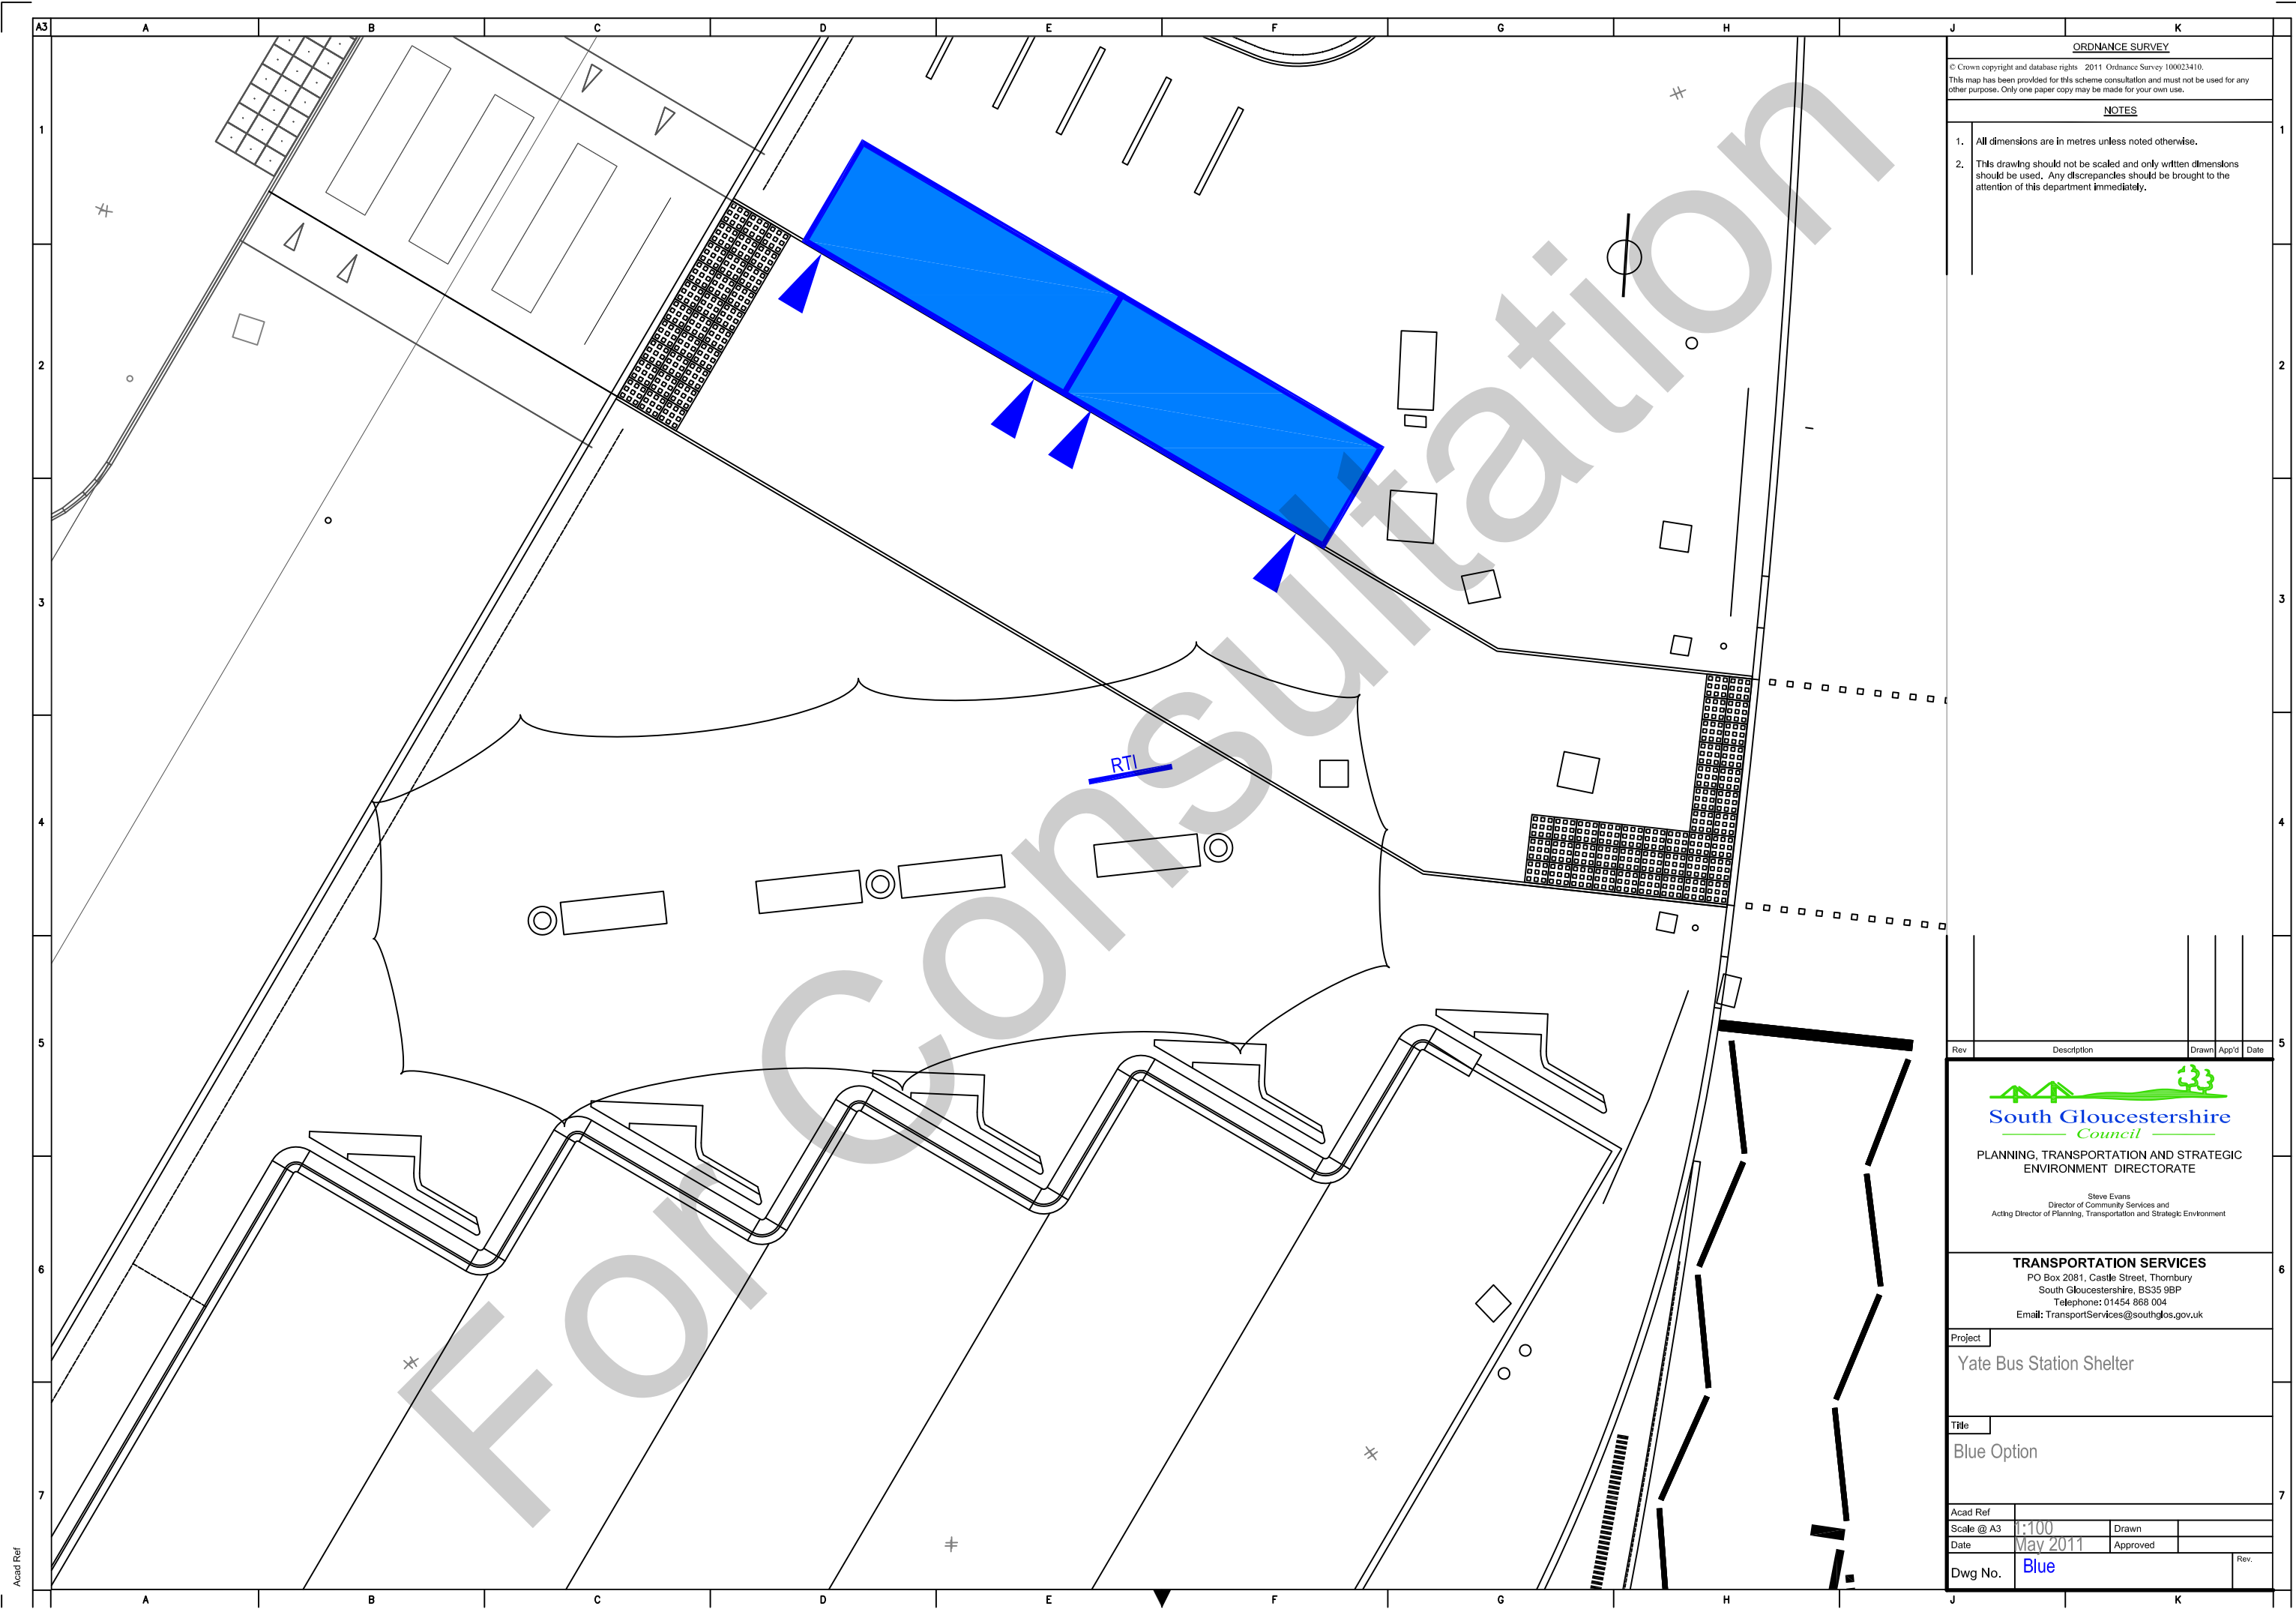 A3
A B C D E F G H J K
1
2
3
4
5
6
7
1
2
3
4
5
6
7
A B C D E F G H J K
Acad Ref
For Consultation
RTI
ORDNANCE SURVEY
© Crown copyright and database rights 2011 Ordnance Survey 100023410.
This map has been provided for this scheme consultation and must not be used for any
other purpose. Only one paper copy may be made for your own use.
NOTES
1. All dimensions are in metres unless noted otherwise.
2. This drawing should not be scaled and only written dimensions
should be used. Any discrepancies should be brought to the
attention of this department immediately.
Rev Description Drawn App'd Date
South Gloucestershire
Council
PLANNING, TRANSPORTATION AND STRATEGIC
ENVIRONMENT DIRECTORATE
Steve Evans
Director of Community Services and
Acting Director of Planning, Transportation and Strategic Environment
TRANSPORTATION SERVICES
PO Box 2081, Castle Street, Thornbury
South Gloucestershire, BS35 9BP
Telephone: 01454 868 004
Email: TransportServices@southglos.gov.uk
Project
Yate Bus Station Shelter
Title
Blue Option
Acad Ref
Scale @ A3 1:100 Drawn
Date May 2011 Approved
Dwg No. Blue Rev.